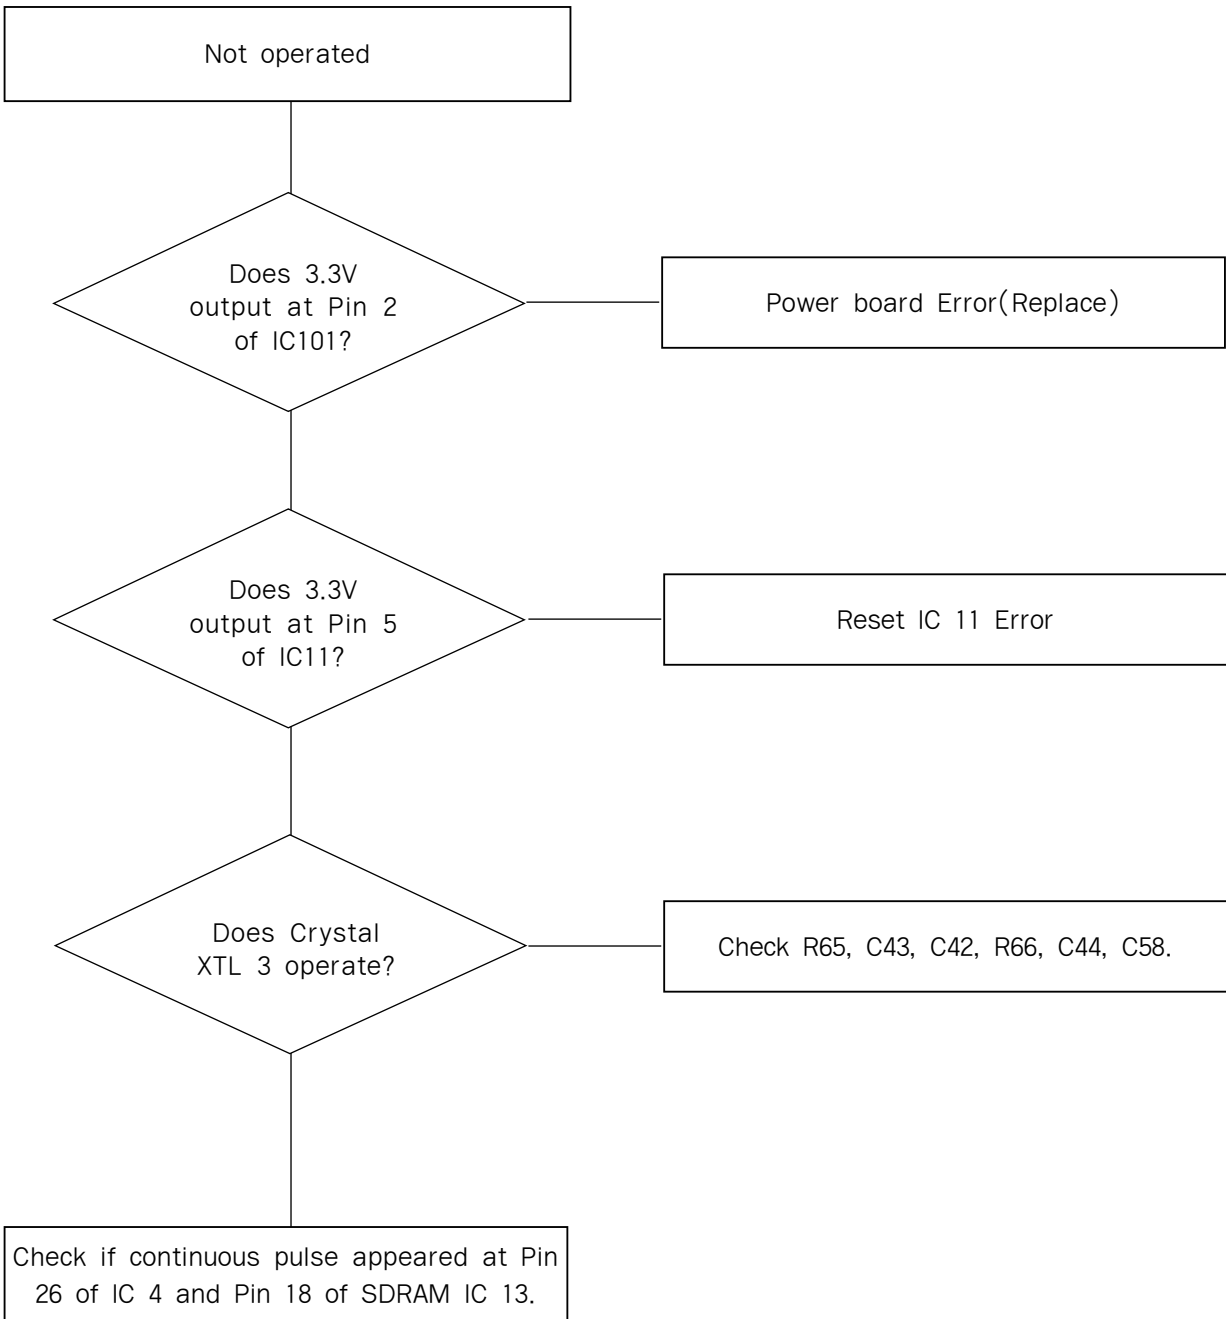 Not operated
Does 3.3V
output at Pin 2
of IC101?
Power board Error(Replace)
Does 3.3V
output at Pin 5
of IC11?
Reset IC 11 Error
Does Crystal
XTL 3 operate?
Check R65, C43, C42, R66, C44, C58.
Check if continuous pulse appeared at Pin
26 of IC 4 and Pin 18 of SDRAM IC 13.